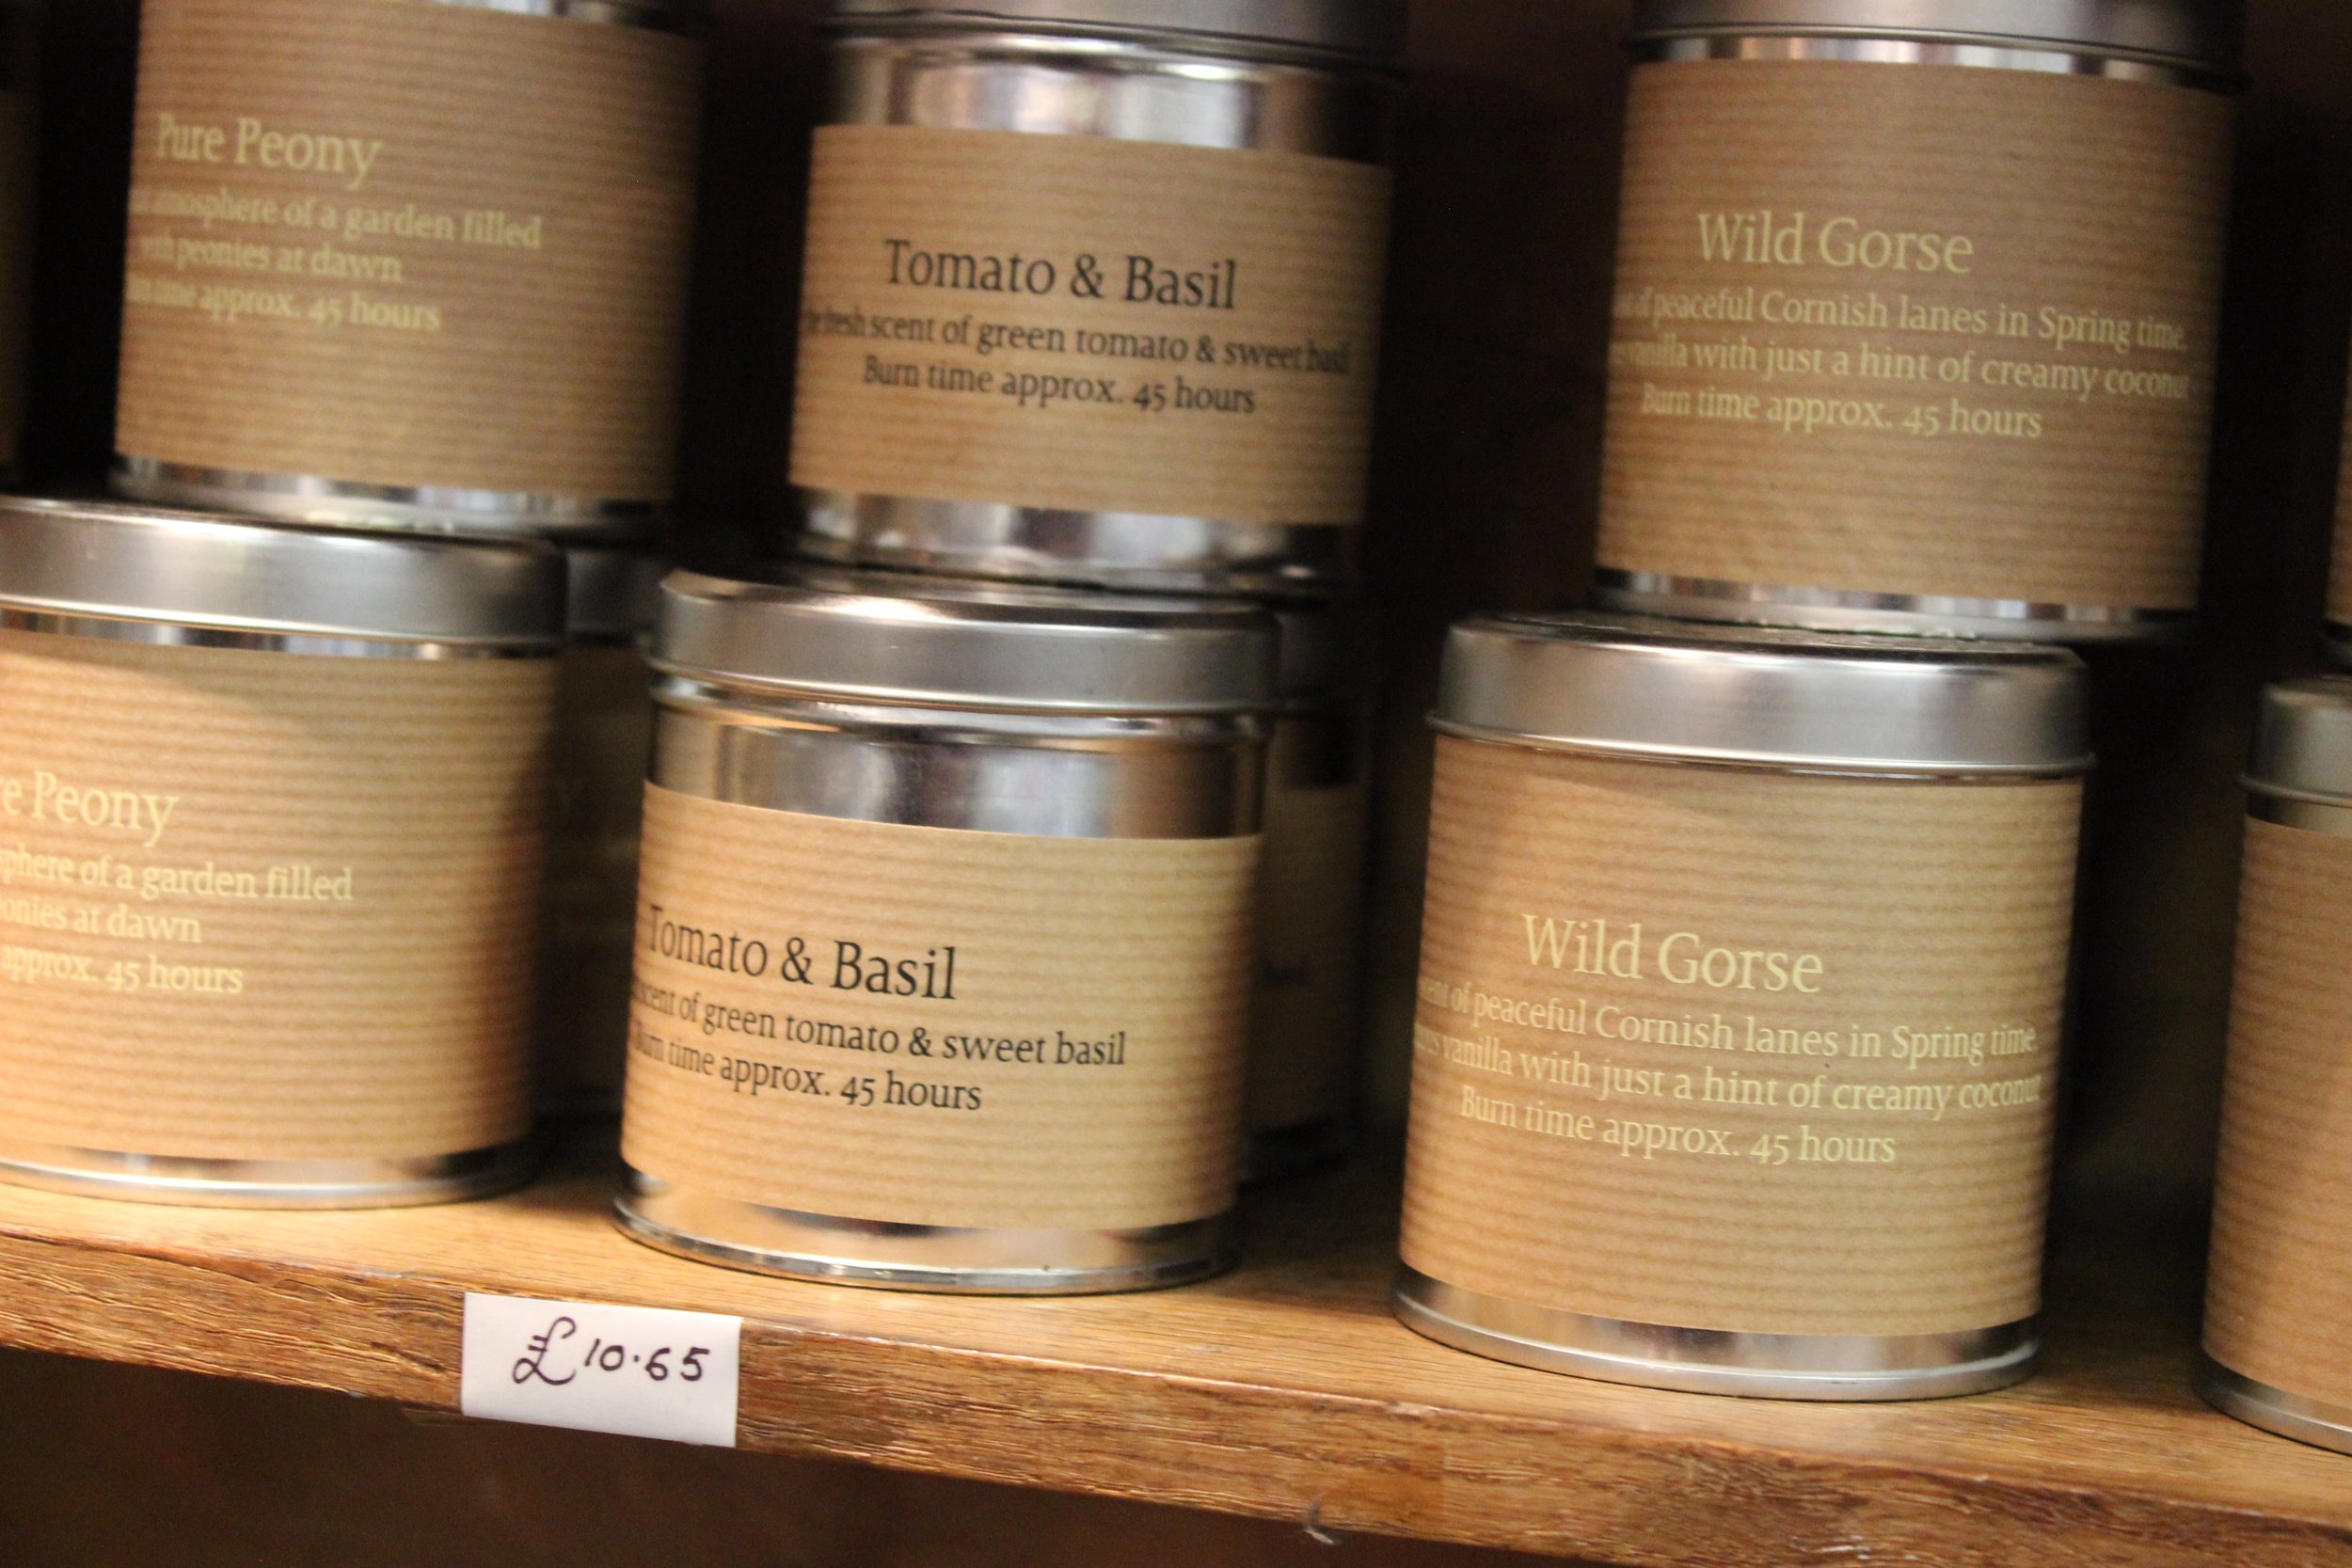 Pure Peony
of a garden filled
with peonies at dawn
time approx. 45 hours
Tomato & Basil
fresh scent of green tomato & sweet basil
Burn time approx. 45 hours
Wild Gorse
of peaceful Cornish lanes in Spring time.
vanilla with just a hint of creamy coconut
Burn time approx. 45 hours
Peony
of a garden filled
at dawn
approx. 45 hours
Tomato & Basil
scent of green tomato & sweet basil
Burn time approx. 45 hours
Wild Gorse
of peaceful Cornish lanes in Spring time.
vanilla with just a hint of creamy coconut
Burn time approx. 45 hours
£10.65